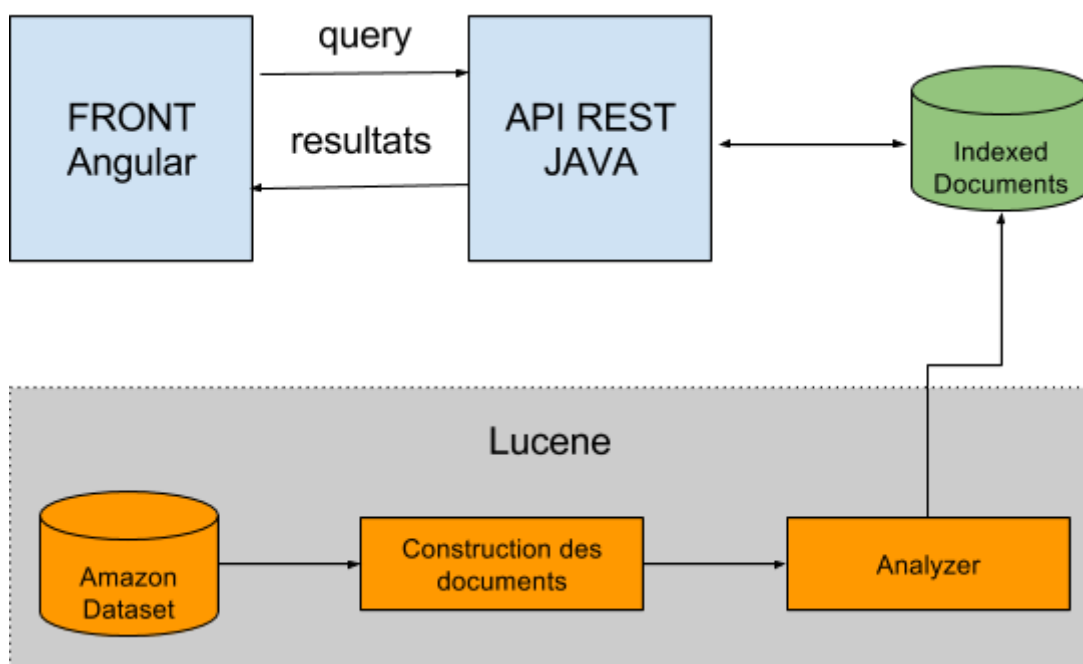 query
FRONT
Angular
resultats
API REST
JAVA
Indexed
Documents
Lucene
Amazon
Dataset
Construction des
documents
Analyzer